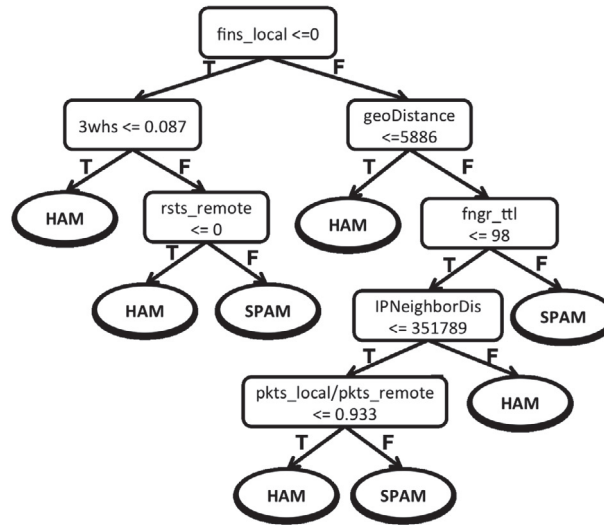 fins_local <=0
T
F
3whs <= 0.087
geoDistance
<=5886
T
F
T
F
HAM
rsts_remote
<= 0
HAM
fngr_ttl
<= 98
T
F
T
F
HAM
SPAM
IPNeighborDis
<= 351789
SPAM
T
F
pkts_local/pkts_remote
<= 0.933
HAM
T
F
HAM
SPAM